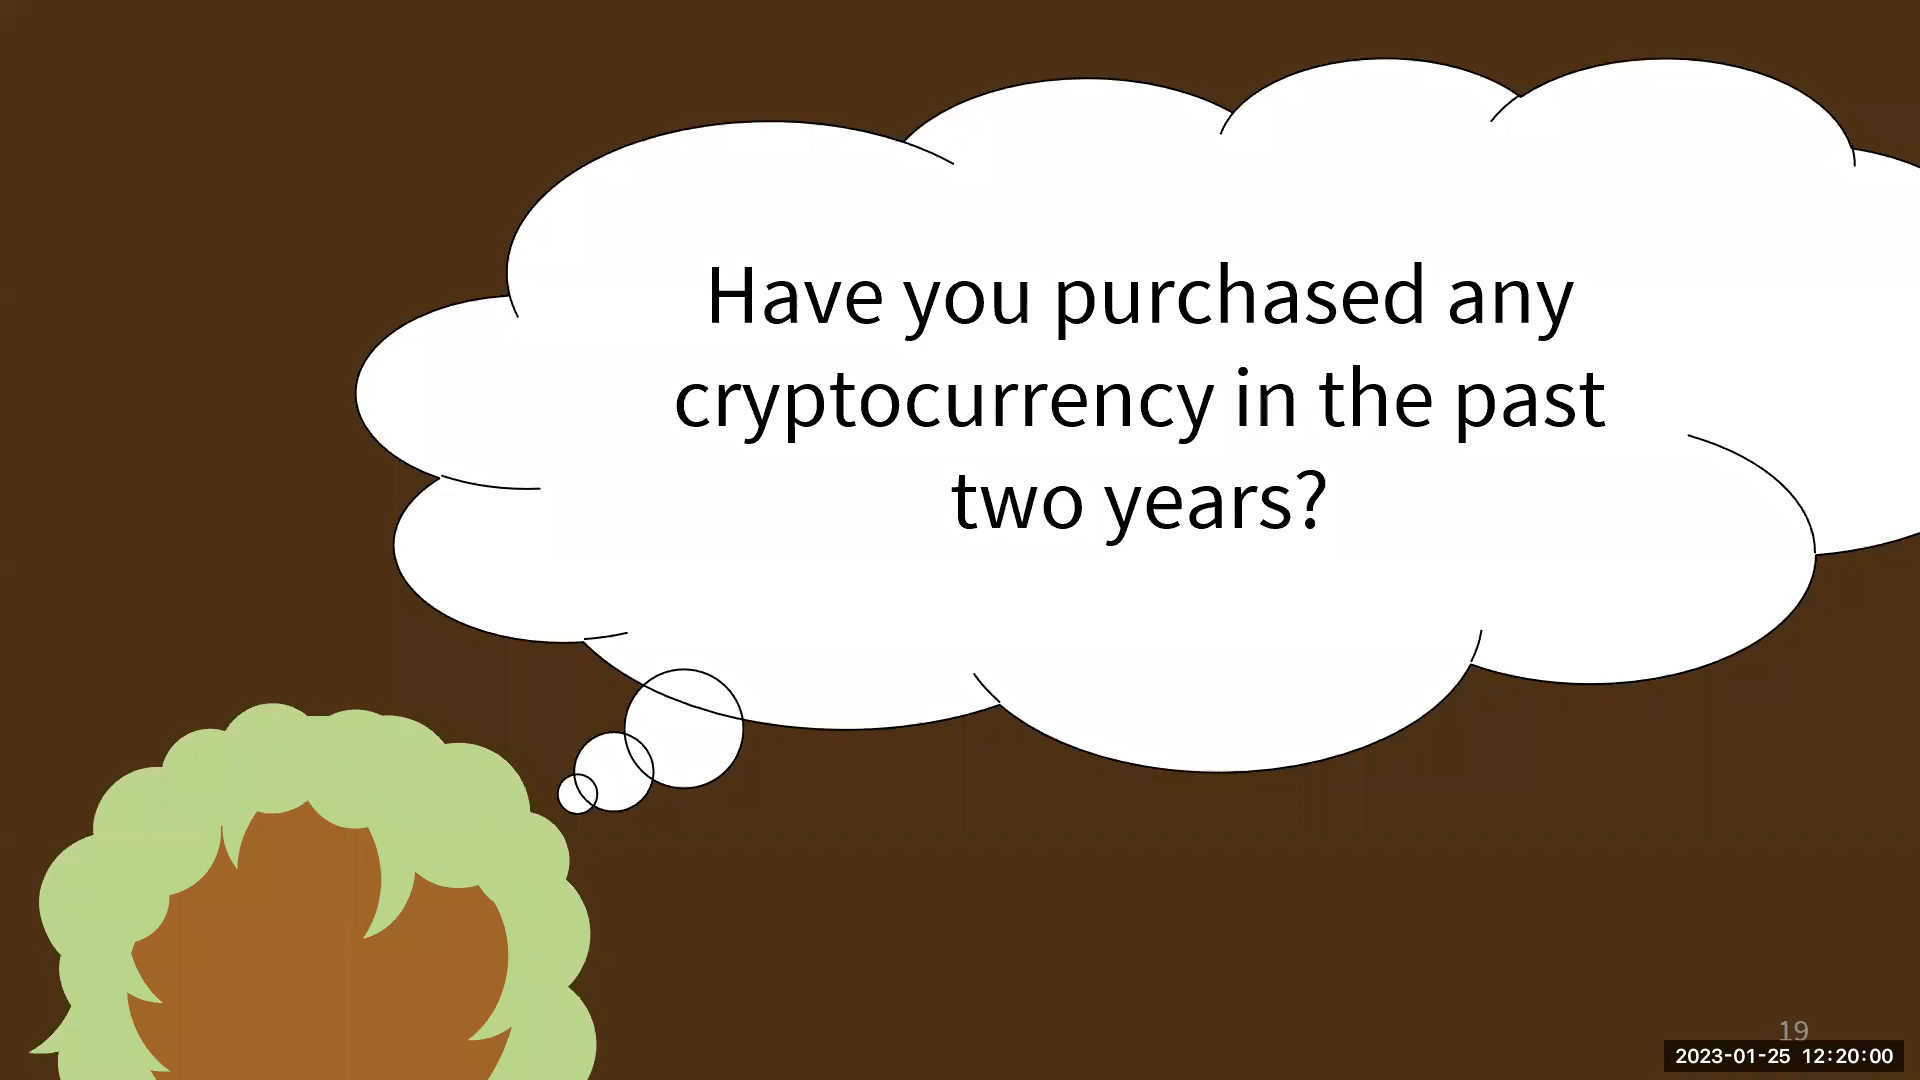 Have you purchased any
cryptocurrency in the past
two years?
19
2023-01-25 12:20:00